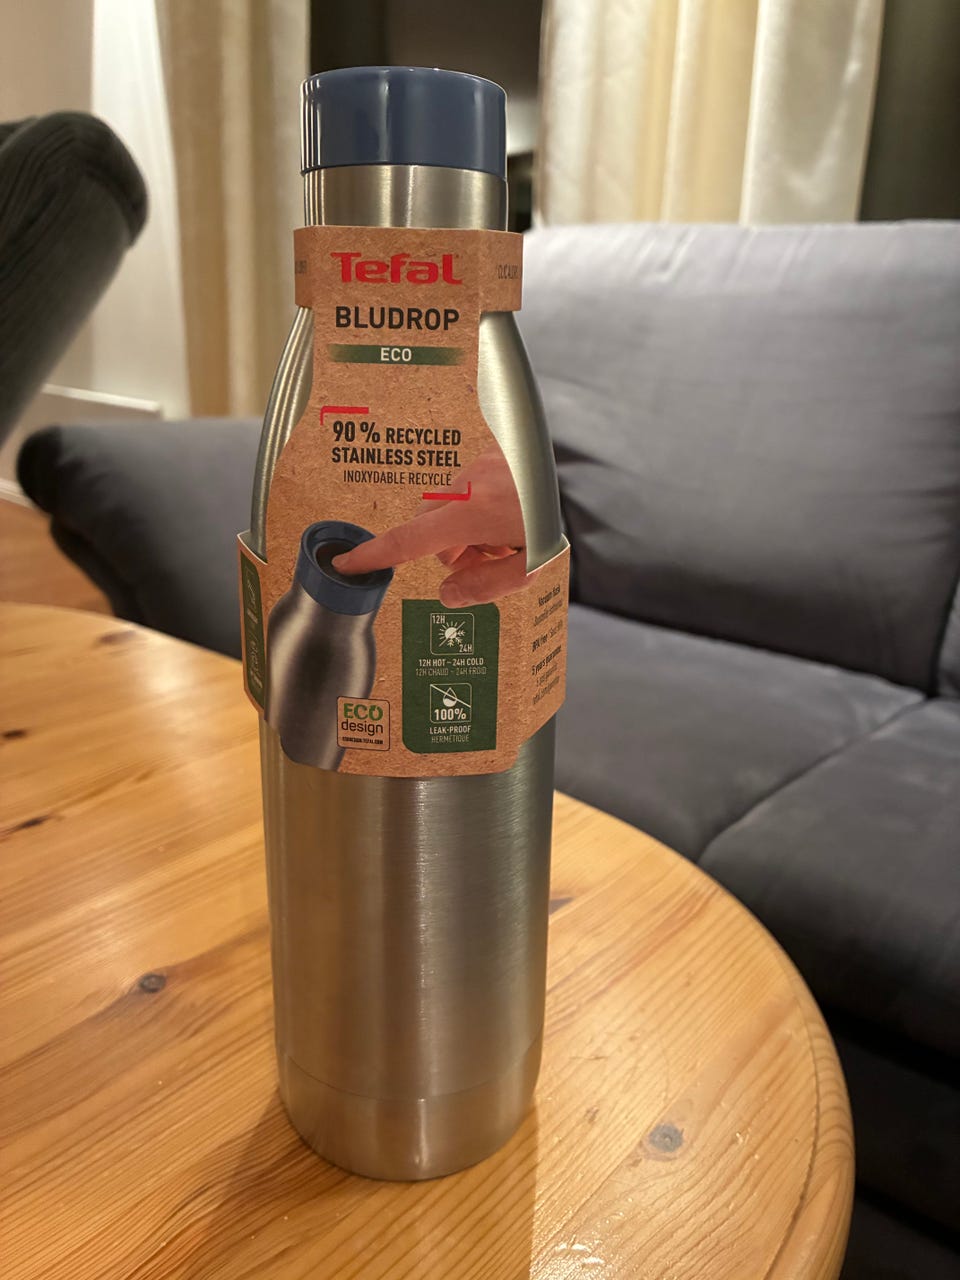 Tefal
BLUDROP
ECO
90 % RECYCLED
STAINLESS STEEL
INOXYDABLE RECYCLÉ
12H
24H
12H HOT - 24H COLD
12H CHAUD - 24H FROID
100%
LEAK-PROOF
HERMÉTIQUE
ECO
design